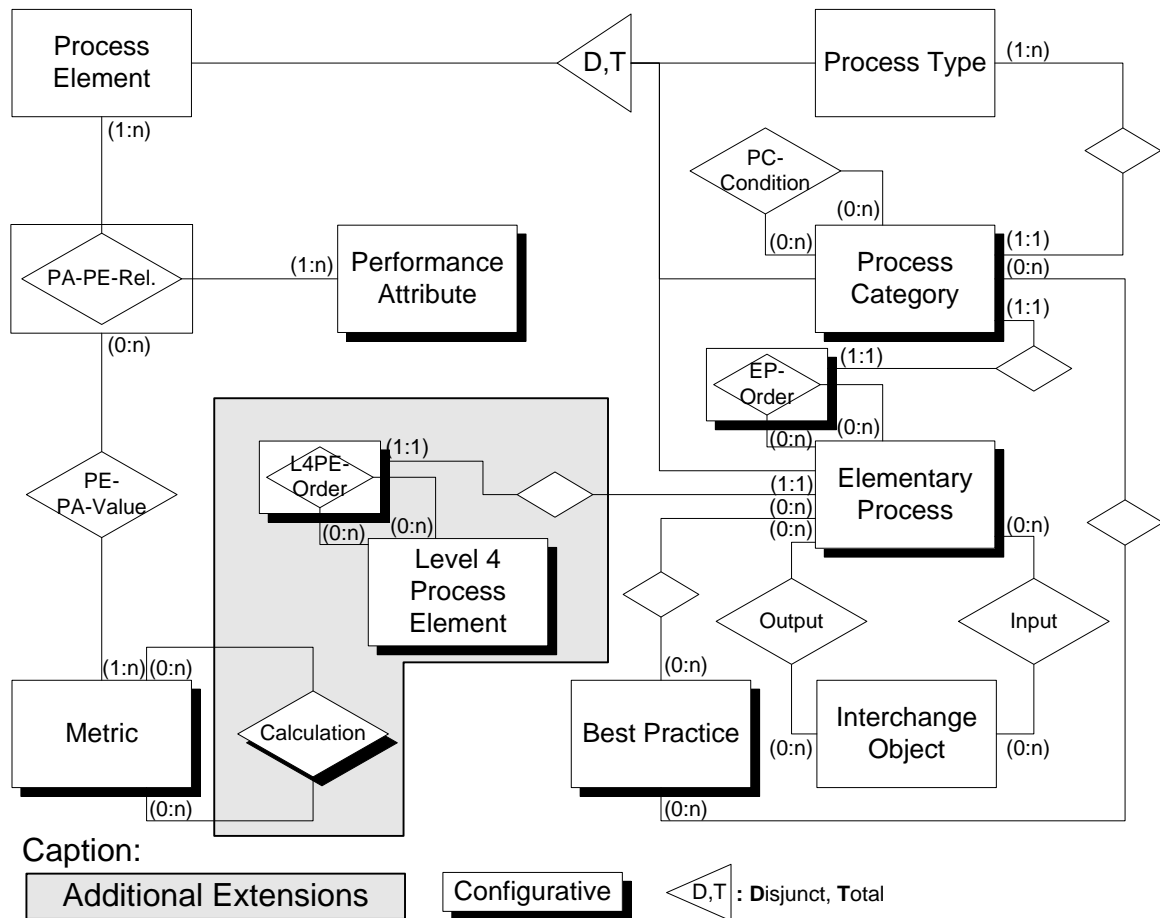 Process
Element
D,T
Process Type
(1:n)
(1:n)
PC-
Condition
(0:n)
(0:n)
PA-PE-Rel.
(1:n)
Performance
Attribute
Process
Category
(1:1)
(0:n)
(1:1)
(0:n)
EP-
Order
(1:1)
(0:n)
(0:n)
PE-
PA-Value
L4PE-
Order
(1:1)
(0:n)
(0:n)
Elementary
Process
(1:1)
(0:n)
(0:n)
(0:n)
Level 4
Process
Element
Output
Input
(1:n)
(0:n)
Metric
(0:n)
Calculation
(0:n)
Best Practice
(0:n)
Interchange
Object
(0:n)
(0:n)
(0:n)
Caption:
Additional Extensions
Configurative
D,T
: Disjunct, Total